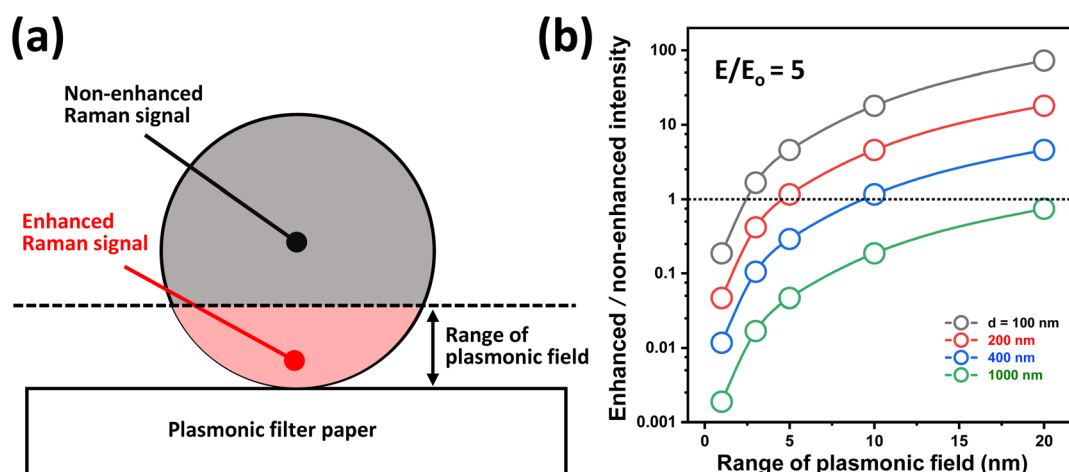 (a)
Non-enhanced
Raman signal
Enhanced
Raman signal
Range of
plasmonic field
Plasmonic filter paper
(b)
Enhanced / non-enhanced intensity
100
10
1
0.1
0.01
0.001
E/Eₒ = 5
d = 100 nm
200 nm
400 nm
1000 nm
0 5 10 15 20
Range of plasmonic field (nm)